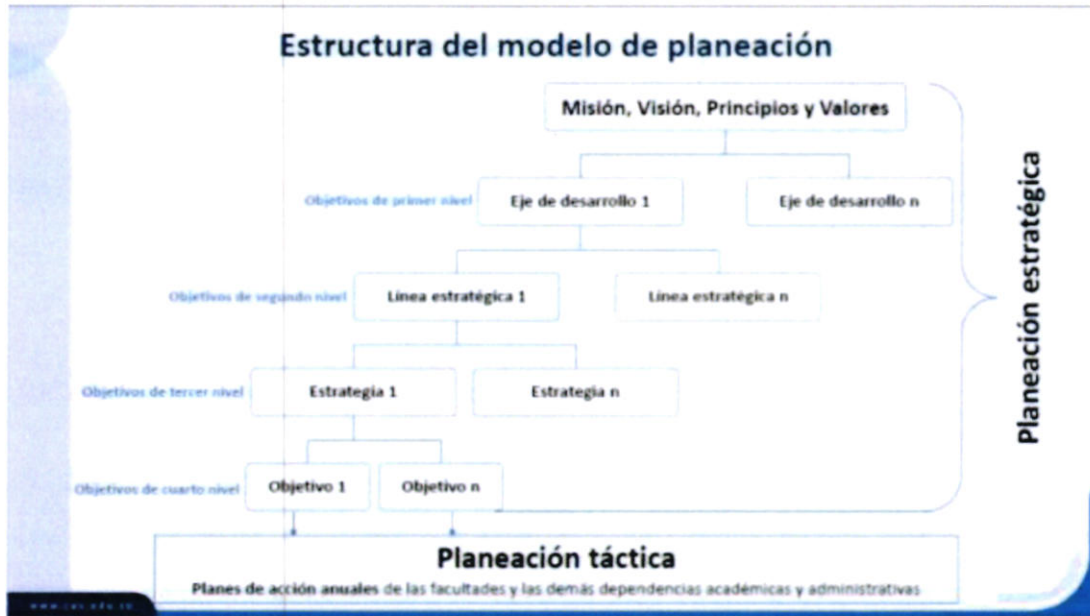 Estructura del modelo de planeación
Misión, Visión, Principios y Valores
Objetivos de primer nivel
Eje de desarrollo 1
Eje de desarrollo n
Objetivos de segundo nivel
Línea estratégica 1
Línea estratégica n
Objetivos de tercer nivel
Estrategia 1
Estrategia n
Objetivos de cuarto nivel
Objetivo 1
Objetivo n
Planeación estratégica
Planeación táctica
Planes de acción anuales de las facultades y las demás dependencias académicas y administrativas